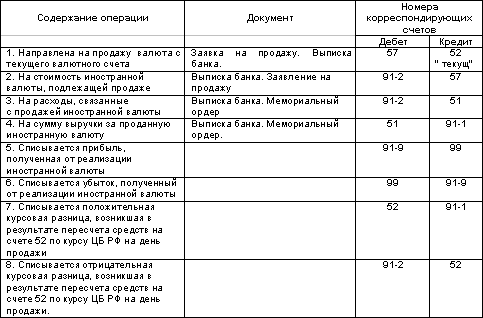 Содержание операции
Документ
Номера
корреспондирующих
счетов
Дебет
Кредит
1. Направлена на продажу валюта с
текущего валютного счета
Заявка на продажу. Выписка
банка.
57
52
" текущ"
2. На стоимость иностранной
валюты, подлежащей продаже
Выписка банка. Заявление на
продажу
91-2
57
3. На расходы, связанные
с продажей иностранной валюты
Выписка банка. Мемориальный
ордер
91-2
51
4. На сумму выручки за проданную
иностранную валюту
Выписка банка. Мемориальный
ордер.
51
91-1
5. Списывается прибыль,
полученная от реализации
иностранной валюты
91-9
99
6. Списывается убыток, полученный
от реализации иностранной валюты
99
91-9
7. Списывается положительная
курсовая разница, возникшая в
результате пересчета средств на
счете 52 по курсу ЦБ РФ на день
продажи
52
91-1
8. Списывается отрицательная
курсовая разница, возникшая в
результате пересчета средств на
счете 52 по курсу ЦБ РФ на день
продажи.
91-2
52